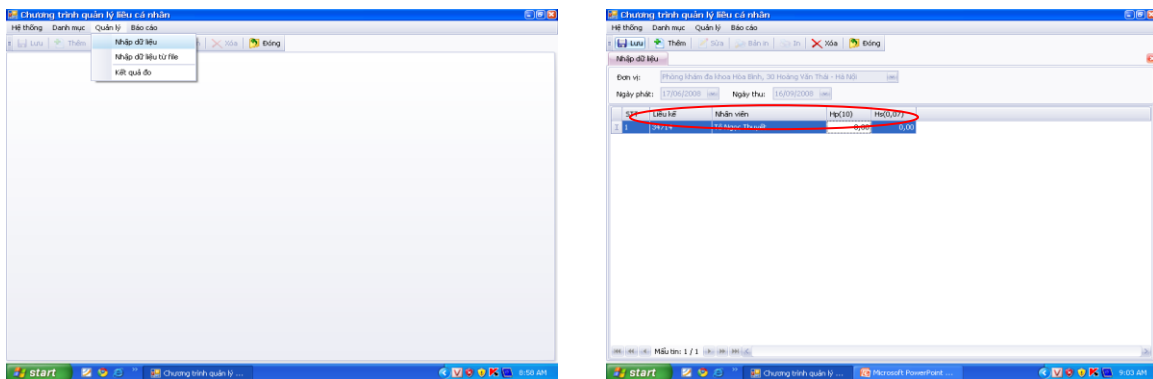 Chương trình quản lý liều cá nhân
Hệ thống Danh mục Quản lý Báo cáo
Lưu Thêm Xóa Đóng
Nhập dữ liệu
Nhập dữ liệu từ file
Kết quả đo
start Chương trình quản lý ... 8:58 AM
Chương trình quản lý liều cá nhân
Hệ thống Danh mục Quản lý Báo cáo
Lưu Thêm Sửa Bản in In Xóa Đóng
Nhập dữ liệu
Đơn vị: Phòng khám đa khoa Hòa Bình, 30 Hoàng Văn Thái - Hà Nội
Ngày phát: 17/06/2008 Ngày thu: 16/09/2008
STT Liều kế Nhân viên Hp(10) Hs(0,07)
1 Tô Ngọc 0,00 0,00
Mẩu tin: 1 / 1
start Chương trình quản lý ... Microsoft PowerPoint ... 9:03 AM